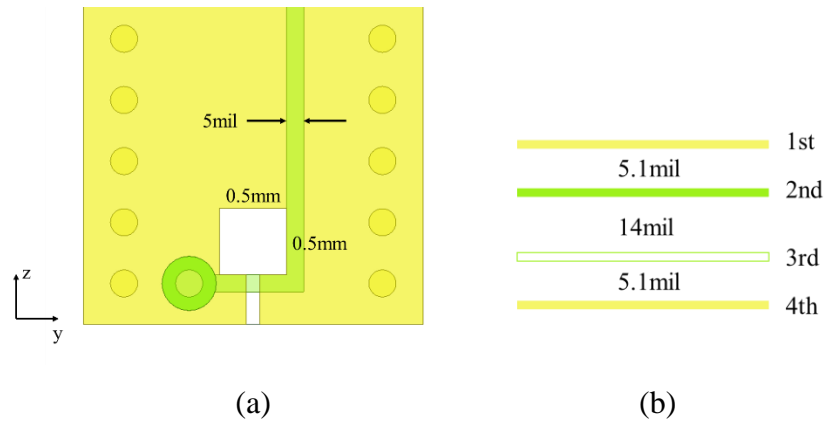 5mil
0.5mm
0.5mm
z
y
(a)
1st
5.1mil
2nd
14mil
3rd
5.1mil
4th
(b)